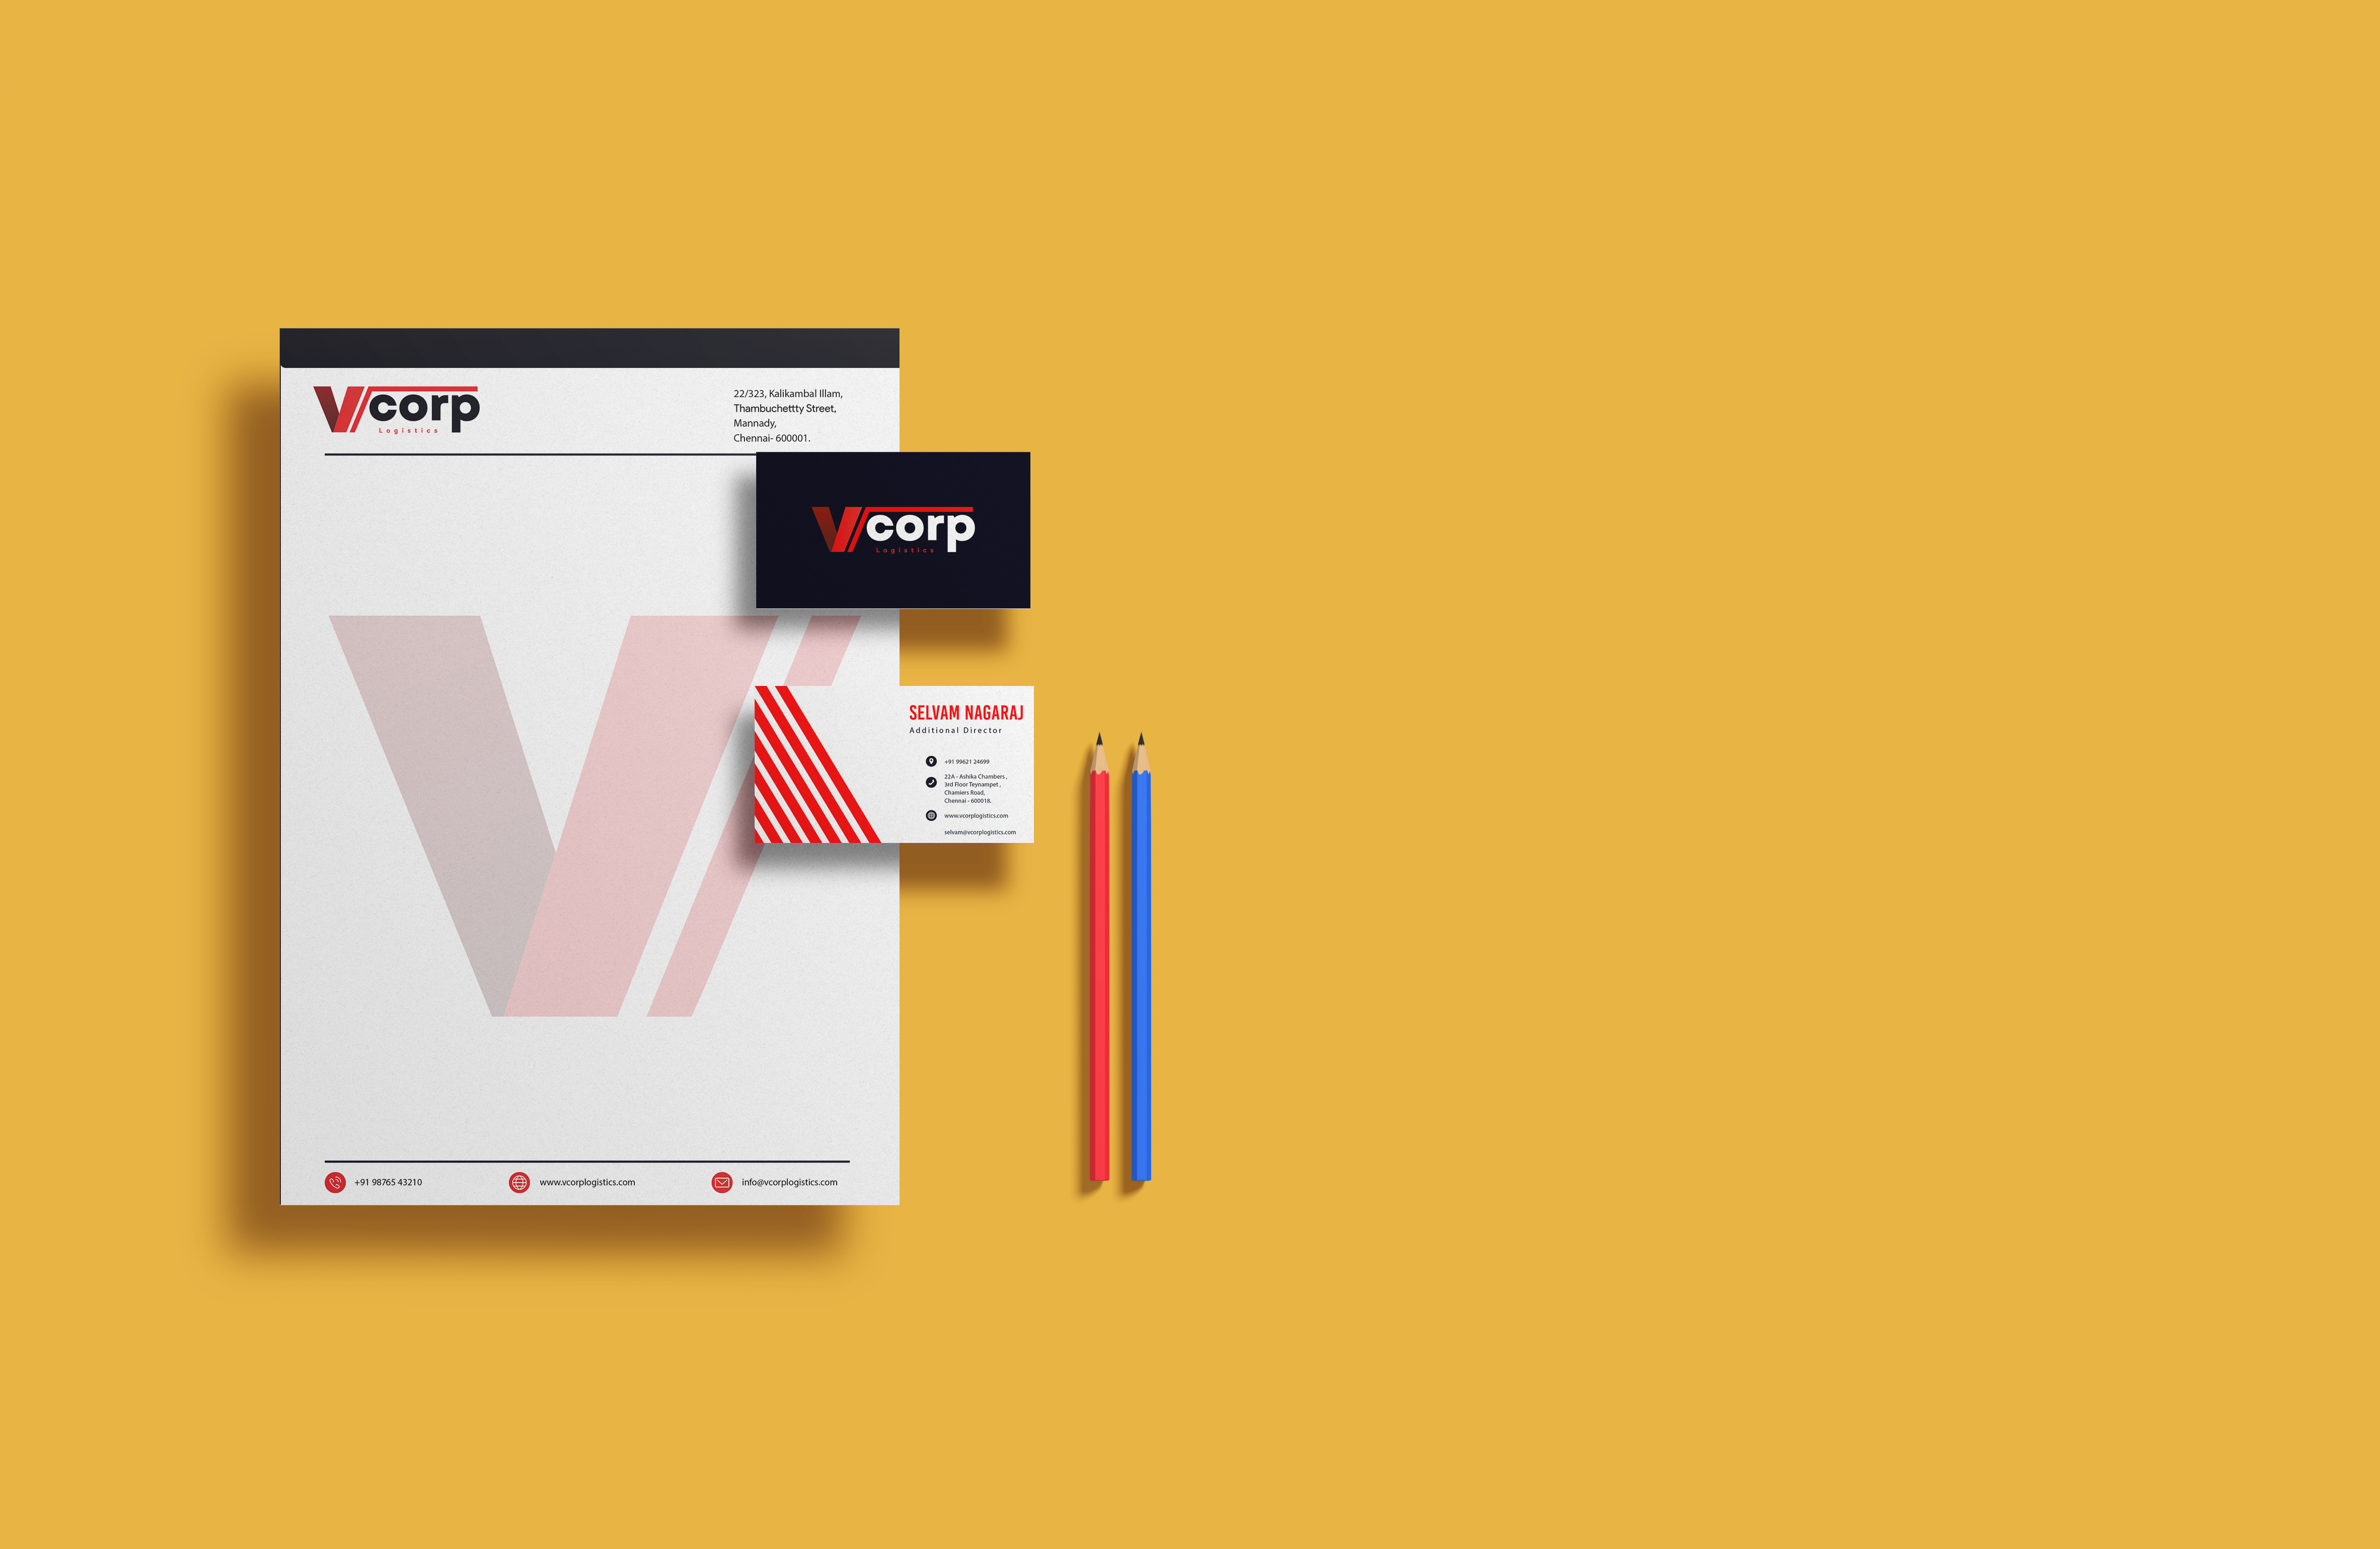 Vcorp
Logistics
22/323, Kalikambal Illam,
Thambuchettty Street,
Mannady,
Chennai- 600001.
Vcorp
Logistics
SELVAM NAGARAJ
Additional Director
+91 99621 24699
22A - Ashika Chambers ,
3rd Floor Teynampet ,
Chamiers Road,
Chennai - 600018.
www.vcorplogistics.com
selvam@vcorplogistics.com
+91 98765 43210
www.vcorplogistics.com
info@vcorplogistics.com